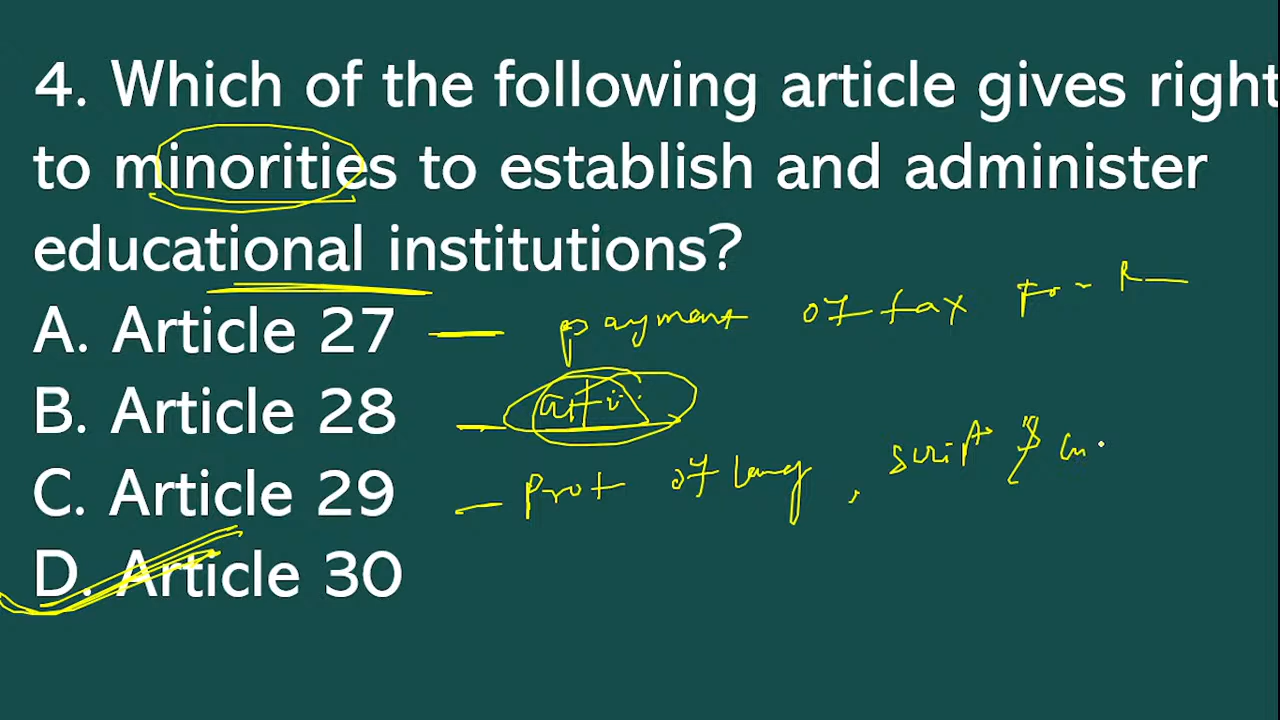 4. Which of the following article gives right
to minorities to establish and administer
educational institutions?
A. Article 27 — payment of tax For R
B. Article 28 —
C. Article 29 — Prot of lang, script &
D. Article 30